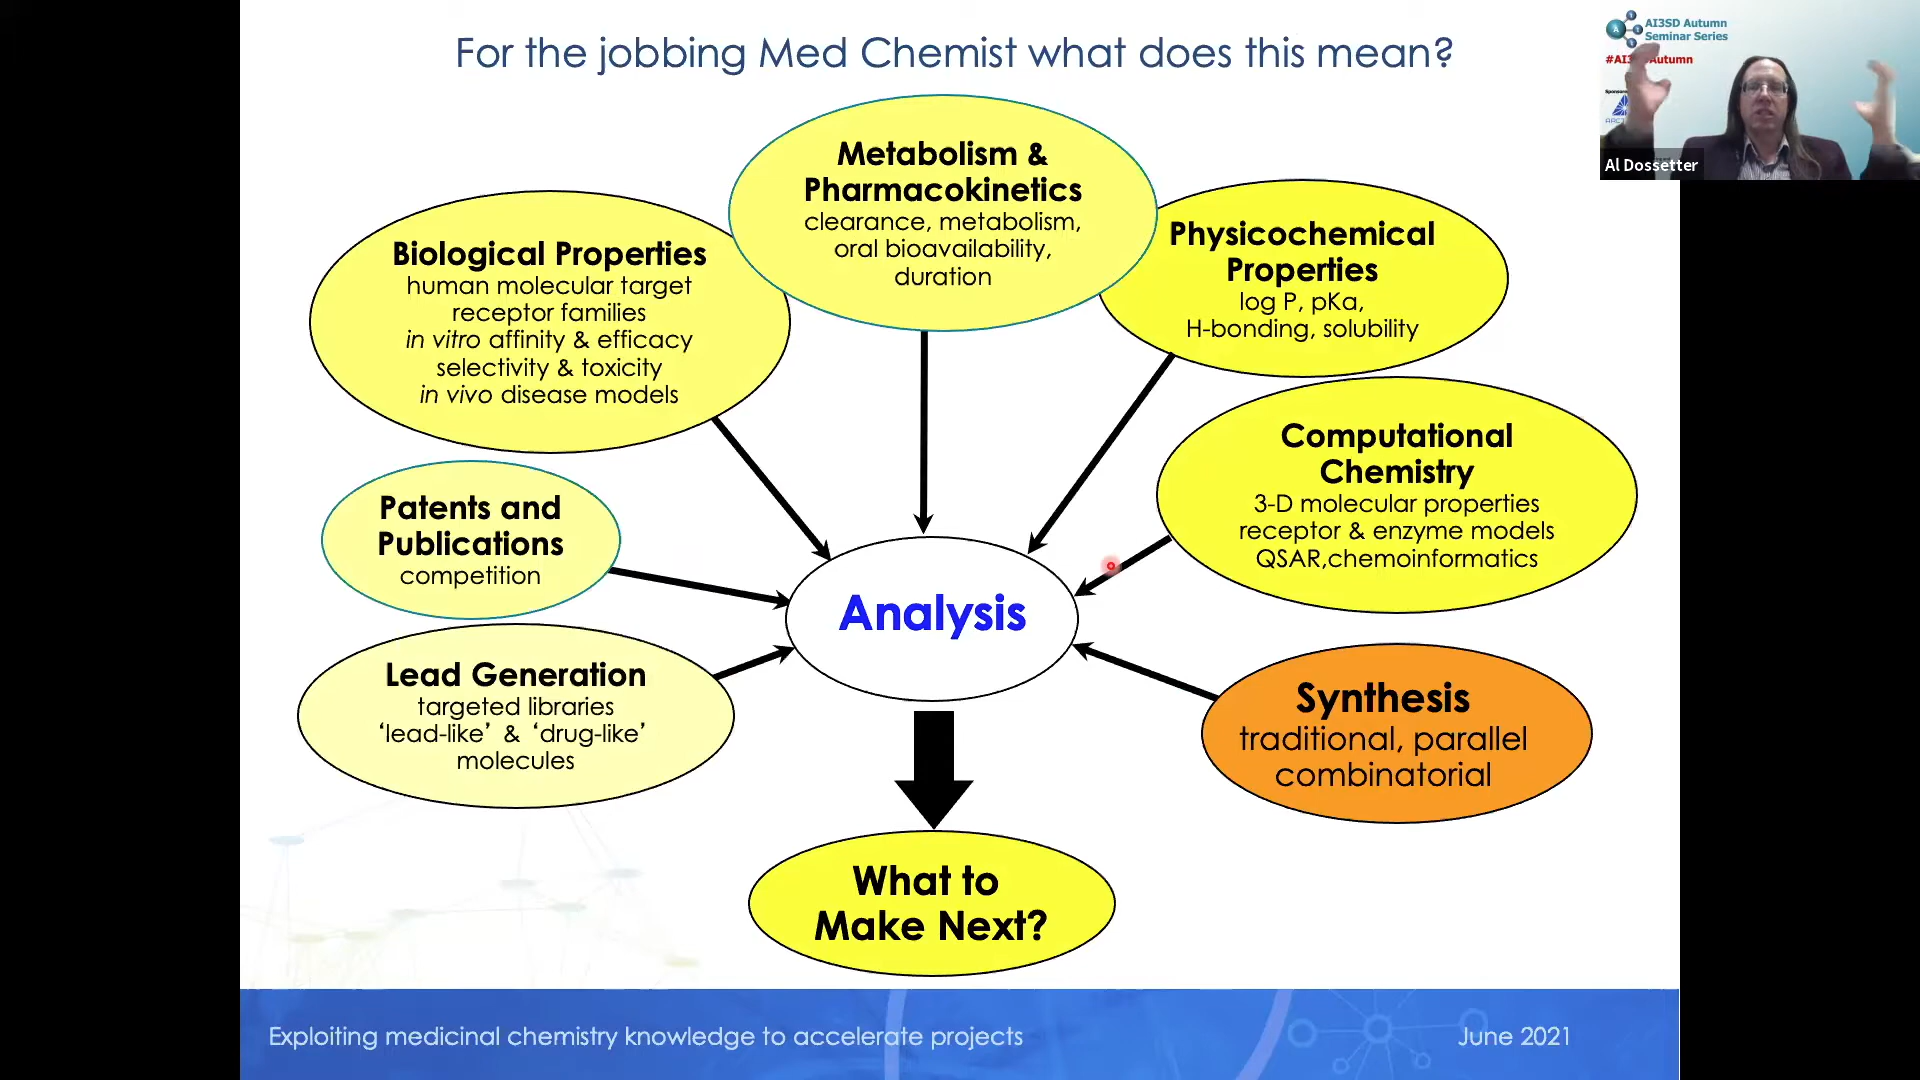 For the jobbing Med Chemist what does this mean?
AI3SD Autumn
Seminar Series
Al Dossetter
Metabolism &
Pharmacokinetics
clearance, metabolism,
oral bioavailability,
duration
Biological Properties
human molecular target
receptor families
in vitro affinity & efficacy
selectivity & toxicity
in vivo disease models
Physicochemical
Properties
log P, pKa,
H-bonding, solubility
Computational
Chemistry
3-D molecular properties
receptor & enzyme models
QSAR,chemoinformatics
Patents and
Publications
competition
Analysis
Lead Generation
targeted libraries
‘lead-like’ & ‘drug-like’
molecules
Synthesis
traditional, parallel
combinatorial
What to
Make Next?
Exploiting medicinal chemistry knowledge to accelerate projects
June 2021